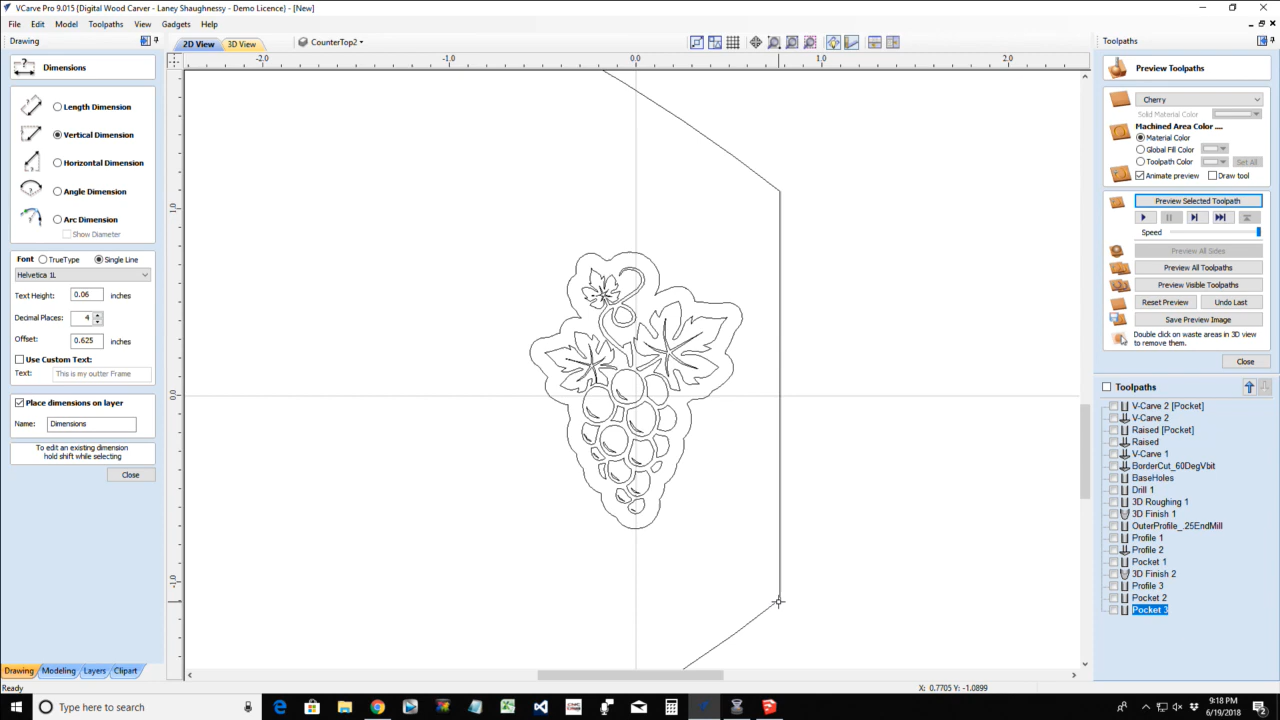 VCarve Pro 9.015 {Digital Wood Carver - Laney Shaughnessy - Demo Licence} - [New]
File Edit Model Toolpaths View Gadgets Help
Drawing
2D View 3D View CounterTop2
Toolpaths
Dimensions
Length Dimension
Vertical Dimension
Horizontal Dimension
Angle Dimension
Arc Dimension
Show Diameter
Font TrueType Single Line
Helvetica 1L
Text Height: 0.06 inches
Decimal Places: 4
Offset: 0.625 inches
Use Custom Text:
Text: This is my outter Frame
Place dimensions on layer
Name: Dimensions
To edit an existing dimension
hold shift while selecting
Close
Drawing Modeling Layers Clipart
-2.0 -1.0 0.0 1.0 2.0
1.0
0.0
-1.0
Preview Toolpaths
Cherry
Solid Material Color
Machined Area Color ....
Material Color
Global Fill Color
Toolpath Color Set All
Animate preview Draw tool
Preview Selected Toolpath
Speed
Preview All Sides
Preview All Toolpaths
Preview Visible Toolpaths
Reset Preview Undo Last
Save Preview Image
Double click on waste areas in 3D view
to remove them.
Close
Toolpaths
V-Carve 2 [Pocket]
V-Carve 2
Raised [Pocket]
Raised
V-Carve 1
BorderCut_60DegVbit
BaseHoles
Drill 1
3D Roughing 1
3D Finish 1
OuterProfile_.25EndMill
Profile 1
Profile 2
Pocket 1
3D Finish 2
Profile 3
Pocket 2
Pocket 3
Ready
X: 0.7705 Y: -1.0899
Type here to search
9:18 PM
6/19/2018
2